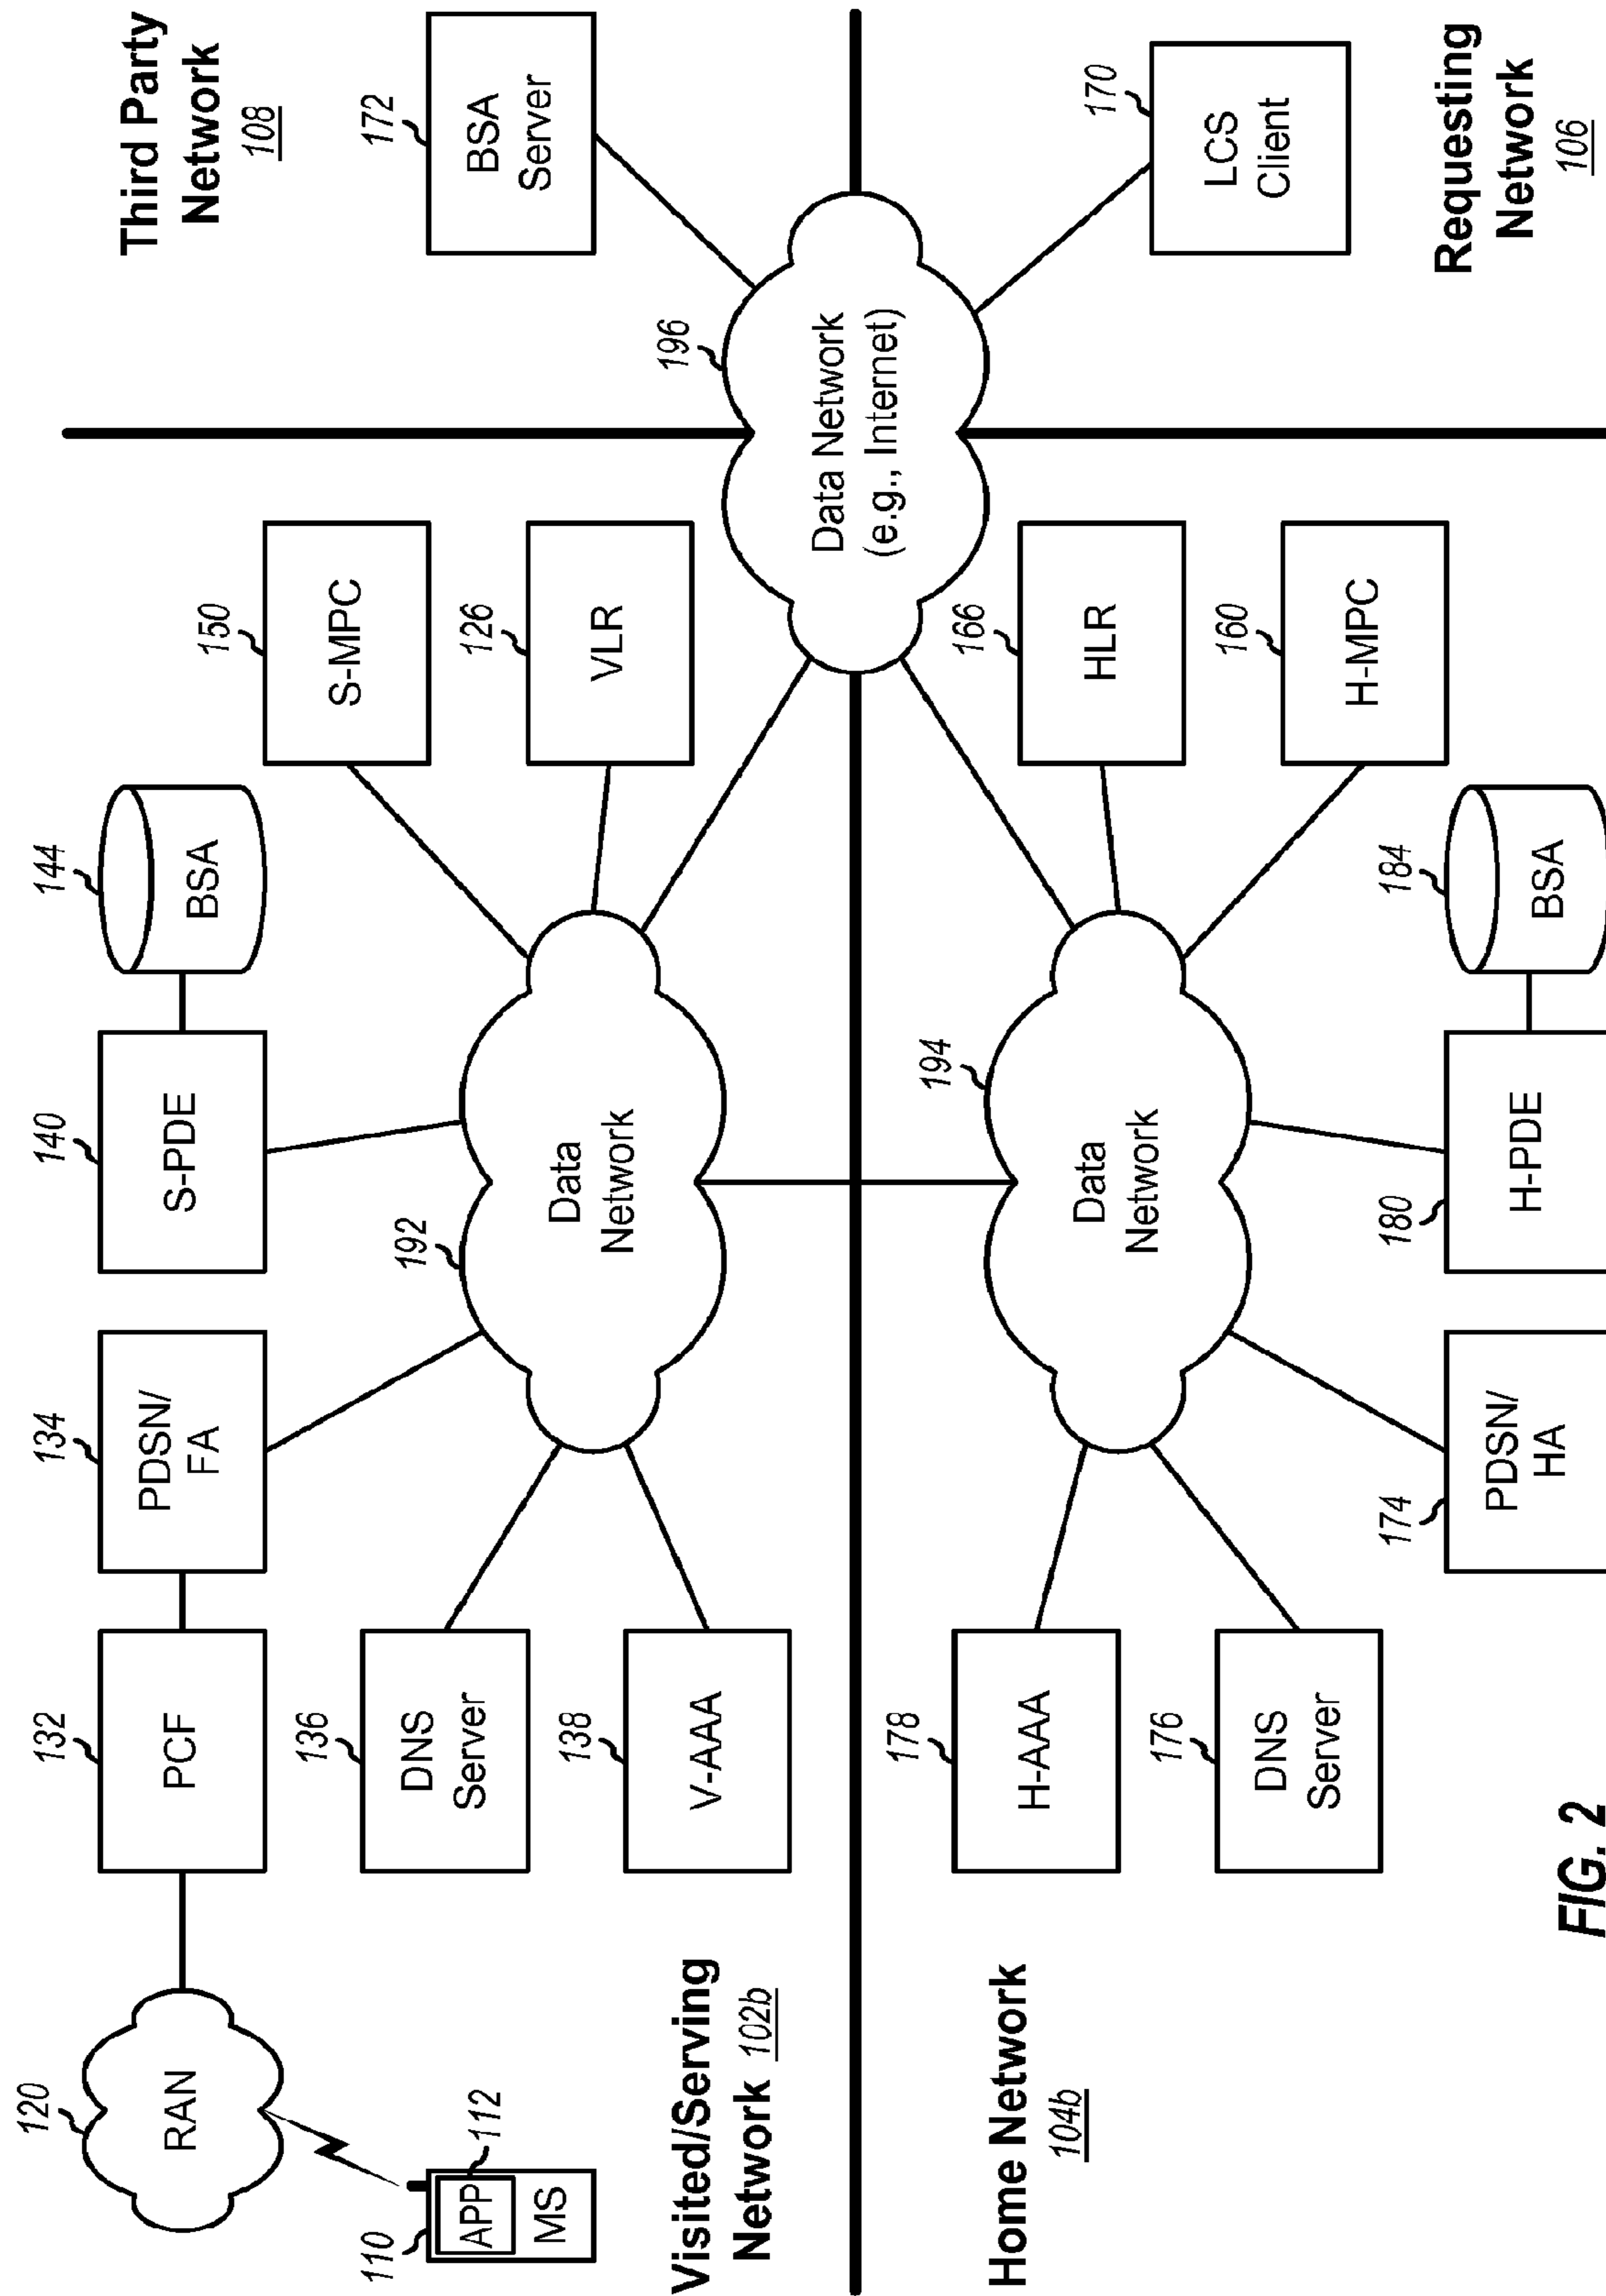 120
RAN
110
APP
112
MS
132
PCF
134
PDSN/
FA
140
S-PDE
144
BSA
136
DNS
Server
138
V-AAA
192
Data
Network
150
S-MPC
126
VLR
Visited/Serving
Network 102b
Third Party
Network
108
172
BSA
Server
196
Data Network
(e.g., Internet)
Home Network
104b
178
H-AAA
176
DNS
Server
194
Data
Network
166
HLR
160
H-MPC
174
PDSN/
HA
180
H-PDE
184
BSA
170
LCS
Client
Requesting
Network
106
FIG. 2